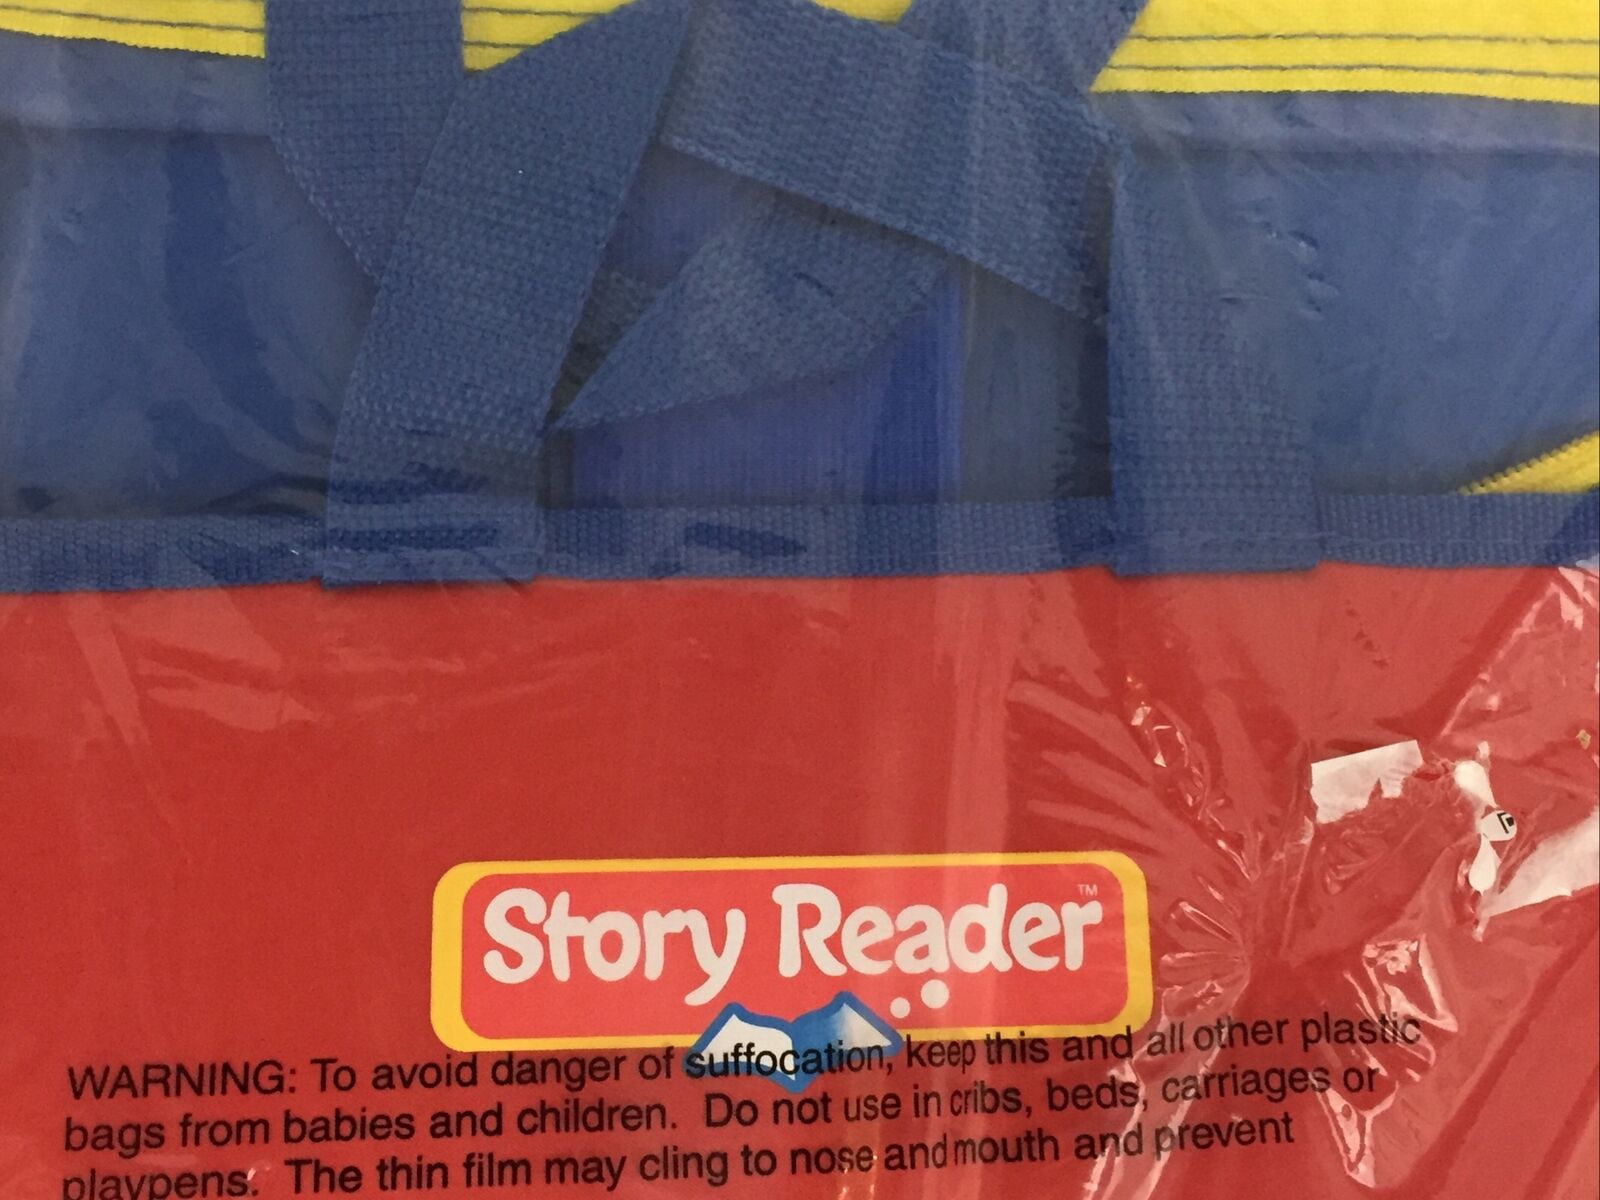 Story Reader™
WARNING: To avoid danger of suffocation, keep this and all other plastic
bags from babies and children. Do not use in cribs, beds, carriages or
playpens. The thin film may cling to nose and mouth and prevent